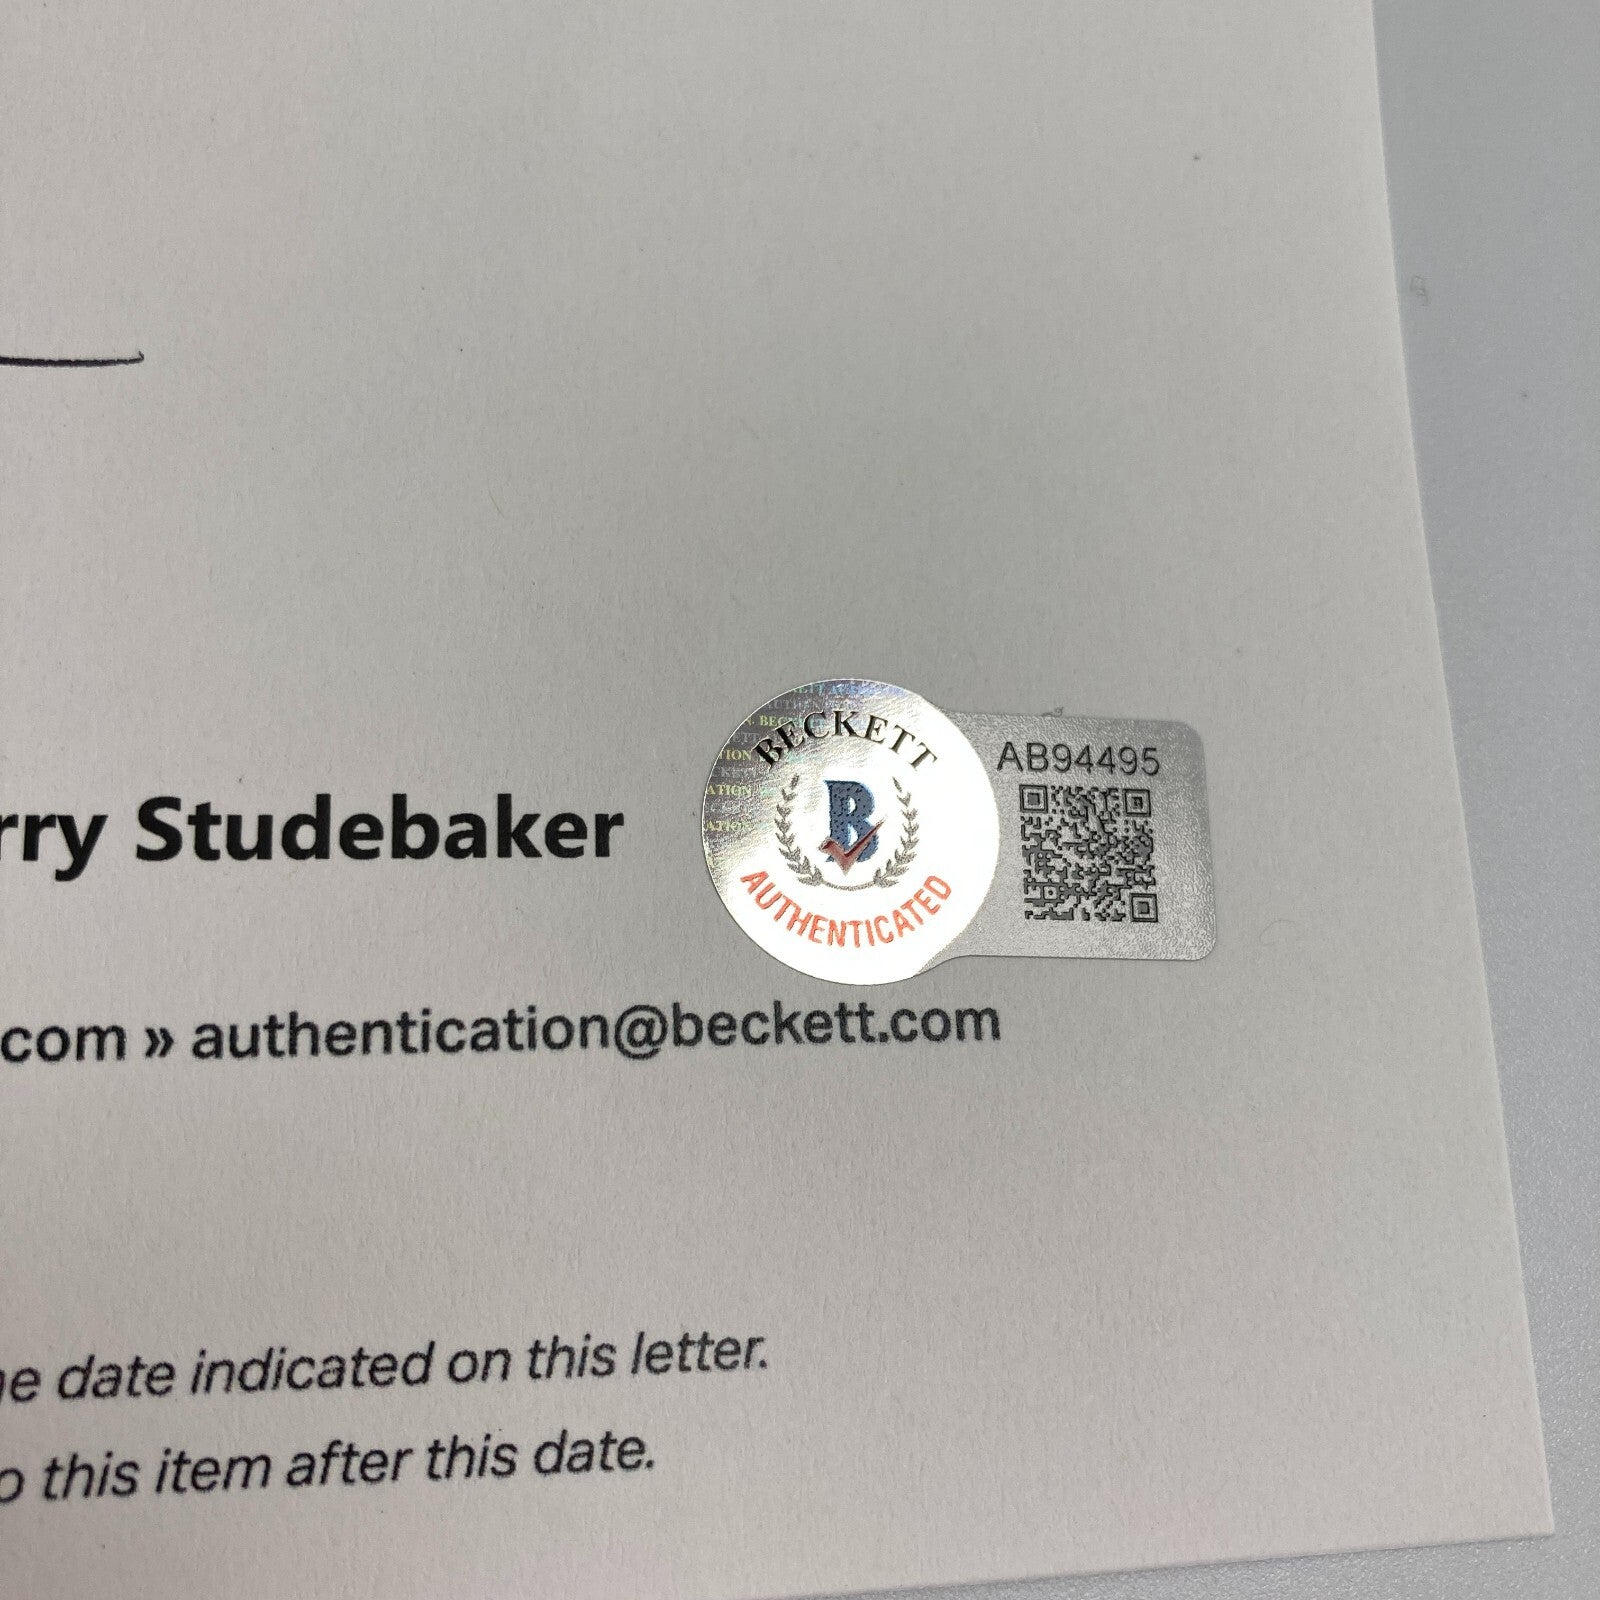 rry Studebaker
BECKETT
B
AUTHENTICATED
AB94495
com » authentication@beckett.com
e date indicated on this letter.
o this item after this date.